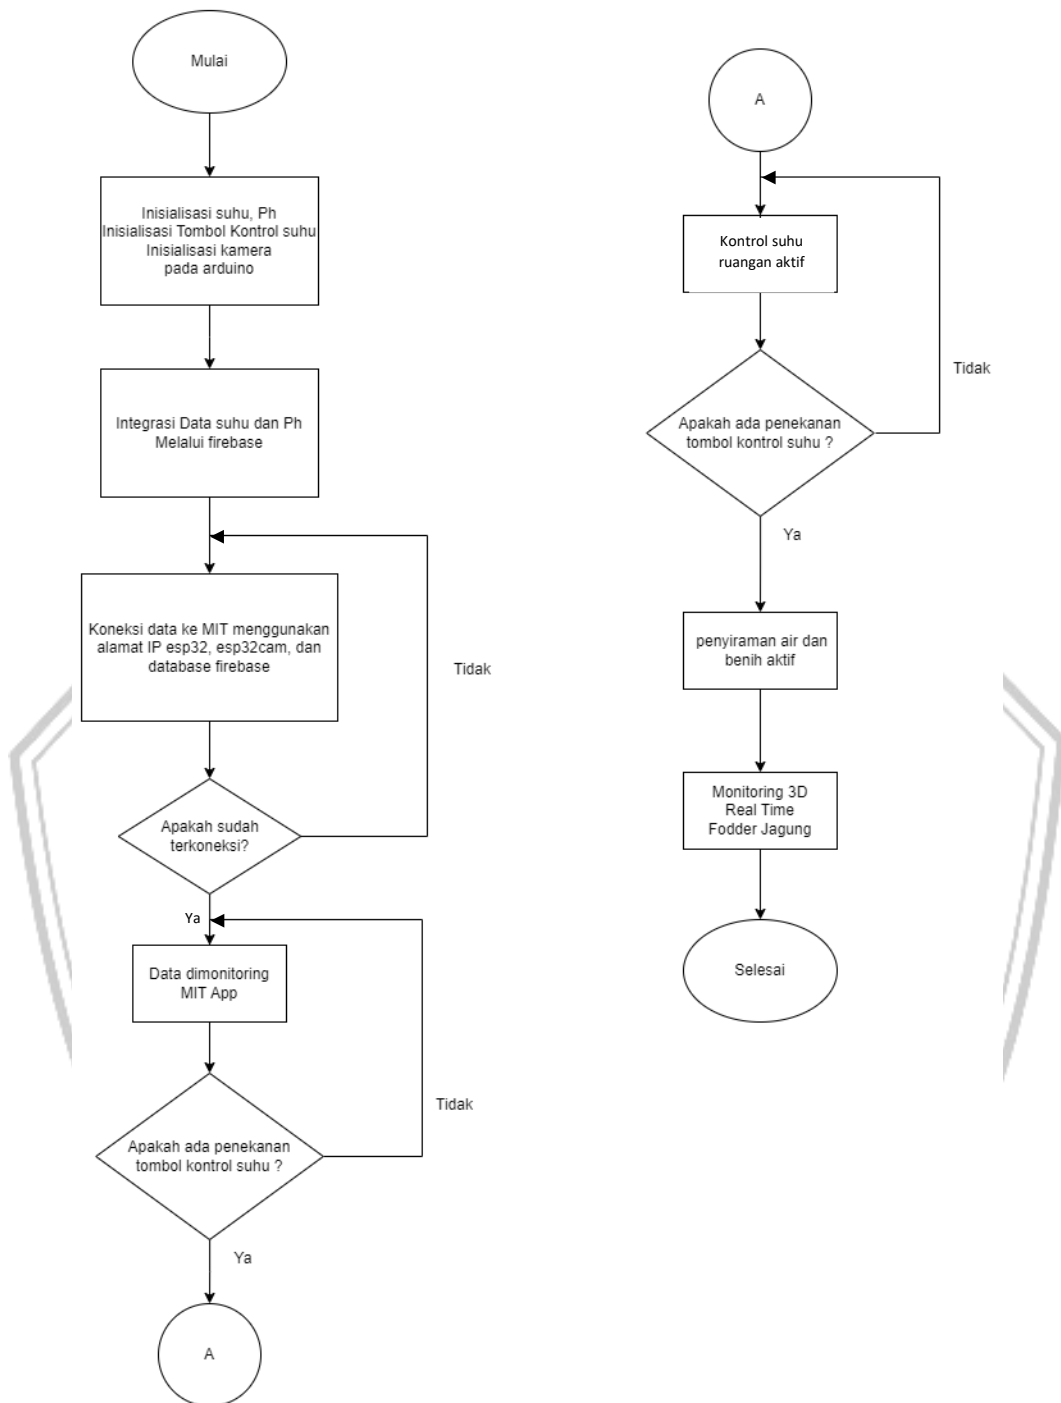 Mulai
Inisialisasi suhu, Ph
Inisialisasi Tombol Kontrol suhu
Inisialisasi kamera
pada arduino
Integrasi Data suhu dan Ph
Melalui firebase
Koneksi data ke MIT menggunakan
alamat IP esp32, esp32cam, dan
database firebase
Tidak
Apakah sudah
terkoneksi?
Ya
Data dimonitoring
MIT App
Tidak
Apakah ada penekanan
tombol kontrol suhu ?
Ya
A
A
Kontrol suhu
ruangan aktif
Tidak
Apakah ada penekanan
tombol kontrol suhu ?
Ya
penyiraman air dan
benih aktif
Monitoring 3D
Real Time
Fodder Jagung
Selesai